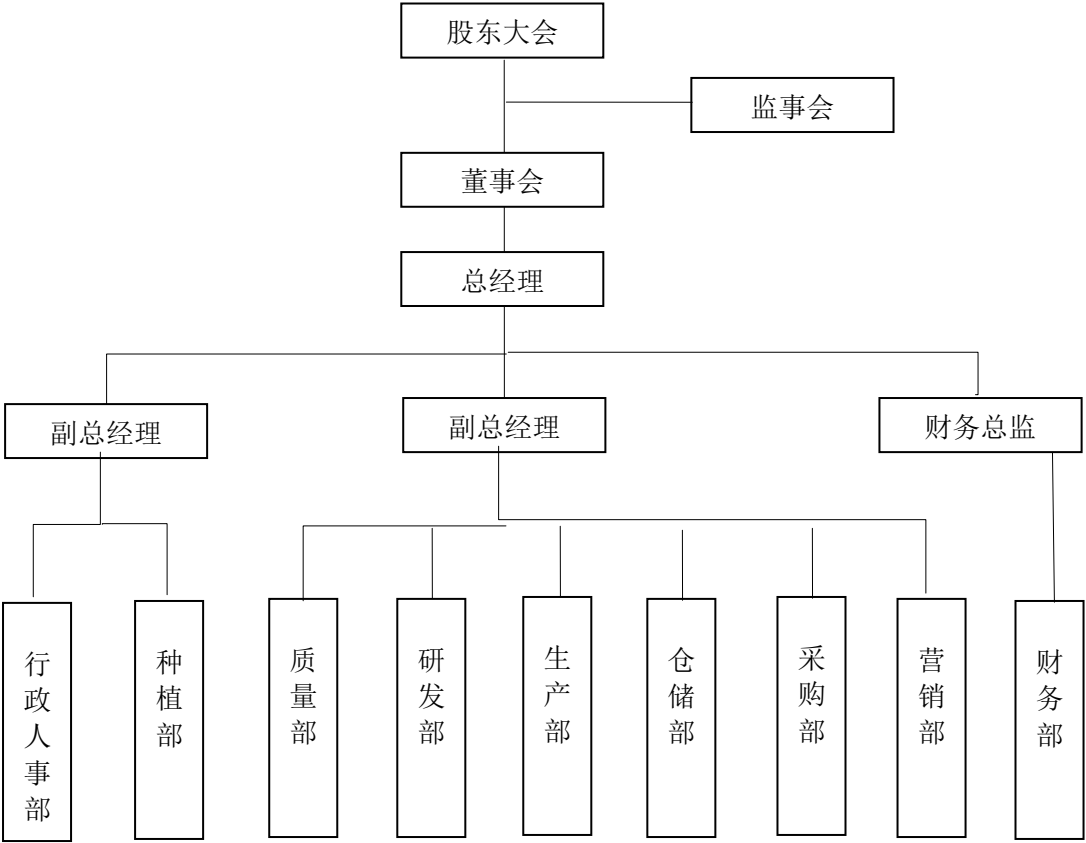 股东大会
监事会
董事会
总经理
副总经理
副总经理
财务总监
行政人事部
种植部
质量部
研发部
生产部
仓储部
采购部
营销部
财务部